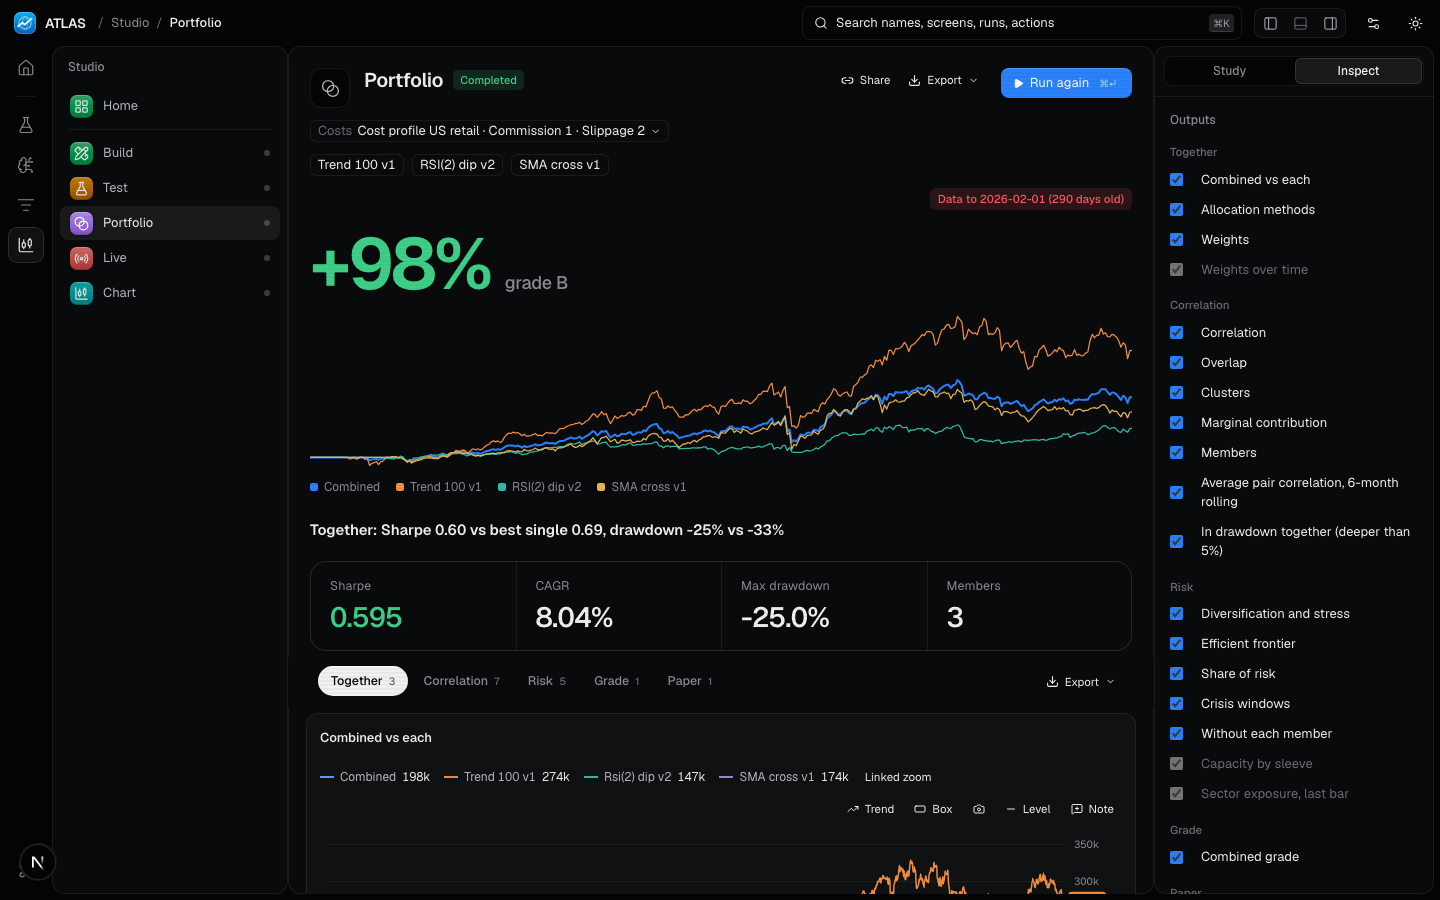 ATLAS / Studio / Portfolio
Search names, screens, runs, actions ⌘K
Studio
Home
Build
Test
Portfolio
Live
Chart
Portfolio Completed
Share Export Run again ⌘↵
Costs Cost profile US retail · Commission 1 · Slippage 2
Trend 100 v1 RSI(2) dip v2 SMA cross v1
Data to 2026-02-01 (290 days old)
+98% grade B
Combined Trend 100 v1 RSI(2) dip v2 SMA cross v1
Together: Sharpe 0.60 vs best single 0.69, drawdown -25% vs -33%
Sharpe CAGR Max drawdown Members
0.595 8.04% -25.0% 3
Together 3 Correlation 7 Risk 5 Grade 1 Paper 1 Export
Combined vs each
Combined 198k Trend 100 v1 274k Rsi(2) dip v2 147k SMA cross v1 174k Linked zoom
Trend Box Level Note
350k
300k
Study Inspect
Outputs
Together
Combined vs each
Allocation methods
Weights
Weights over time
Correlation
Correlation
Overlap
Clusters
Marginal contribution
Members
Average pair correlation, 6-month
rolling
In drawdown together (deeper than
5%)
Risk
Diversification and stress
Efficient frontier
Share of risk
Crisis windows
Without each member
Capacity by sleeve
Sector exposure, last bar
Grade
Combined grade
Paper
N